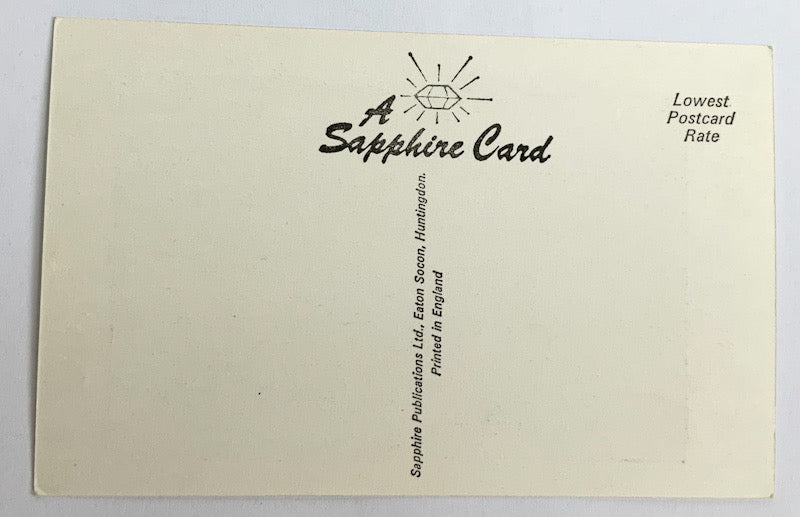 A
Sapphire Card
Lowest
Postcard
Rate
Sapphire Publications Ltd., Eaton Socon, Huntingdon.
Printed in England